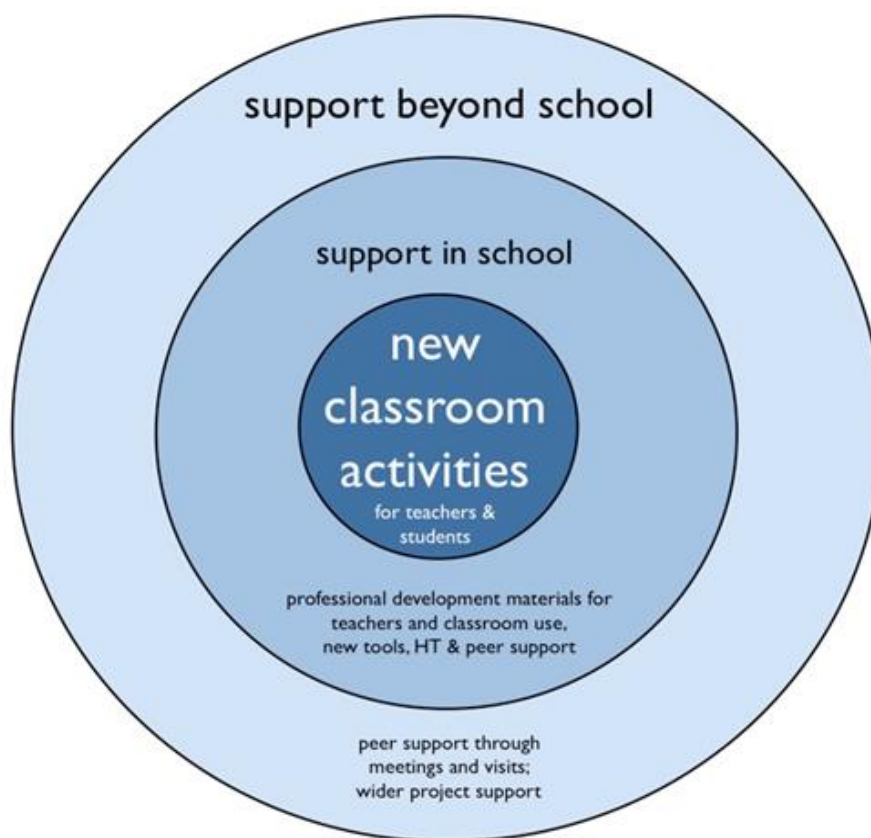 support beyond school
support in school
new
classroom
activities
for teachers &
students
professional development materials for
teachers and classroom use,
new tools, HT & peer support
peer support through
meetings and visits;
wider project support